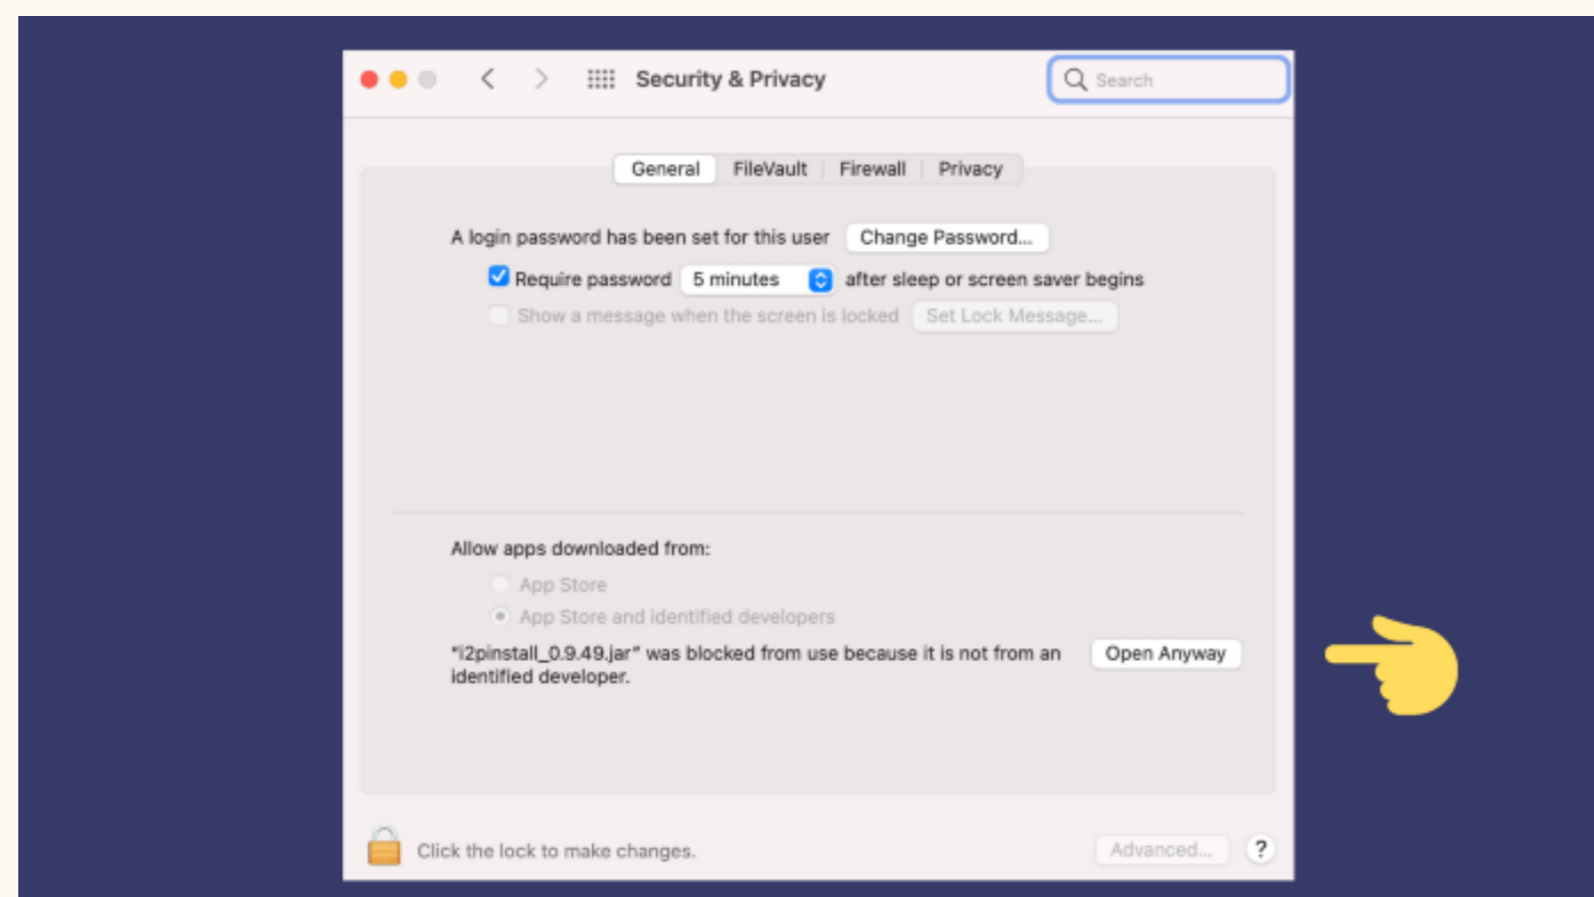 Security & Privacy
Search
General FileVault Firewall Privacy
A login password has been set for this user Change Password...
Require password 5 minutes after sleep or screen saver begins
Show a message when the screen is locked Set Lock Message...
Allow apps downloaded from:
App Store
App Store and identified developers
"i2pinstall_0.9.49.jar" was blocked from use because it is not from an Open Anyway
identified developer.
Click the lock to make changes. Advanced... ?